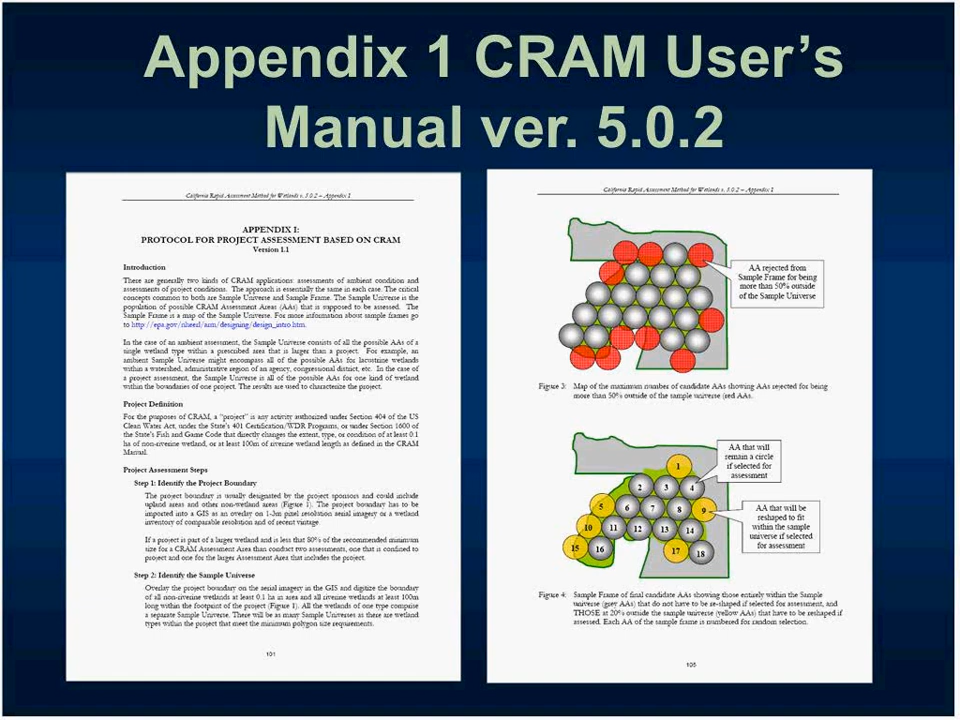 Appendix 1 CRAM User’s
Manual ver. 5.0.2
California Rapid Assessment Method for Wetlands v. 5.0.2 – Appendix I
APPENDIX I:
PROTOCOL FOR PROJECT ASSESSMENT BASED ON CRAM
Version 1.1
Introduction
There are generally two kinds of CRAM applications: assessments of ambient condition and
assessments of project conditions. The approach is essentially the same in each case. The critical
concepts common to both are Sample Universe and Sample Frame. The Sample Universe is the
population of possible CRAM Assessment Areas (AAs) that is supposed to be assessed. The
Sample Frame is a map of the Sample Universe. For more information about sample frames go
to http://epa.gov/nheerl/arm/designing/design_intro.htm.
In the case of an ambient assessment, the Sample Universe consists of all the possible AAs of a
single wetland type within a prescribed area that is larger than a project. For example, an
ambient Sample Universe might encompass all of the possible AAs for lacustrine wetlands
within a watershed, administrative region of an agency, congressional district, etc. In the case of
a project assessment, the Sample Universe is all of the possible AAs for one kind of wetland
within the boundaries of one project. The results are used to characterize the project.
Project Definition
For the purposes of CRAM, a “project” is any activity authorized under Section 404 of the US
Clean Water Act, under the State’s 401 Certification/WDR Programs, or under Section 1600 of
the State’s Fish and Game Code that directly changes the extent, type, or condition of at least 0.1
ha of non-riverine wetland, or at least 100m of riverine wetland length as defined in the CRAM
Manual.
Project Assessment Steps
Step 1: Identify the Project Boundary
The project boundary is usually designated by the project sponsors and could include
upland areas and other non-wetland areas (Figure 1). The project boundary has to be
imported into a GIS as an overlay on 1-3m pixel resolution aerial imagery or a wetland
inventory of comparable resolution and of recent vintage.
If a project is part of a larger wetland and is less that 80% of the recommended minimum
size for a CRAM Assessment Area than conduct two assessments, one that is confined to
project and one for the larger Assessment Area that includes the project.
Step 2: Identify the Sample Universe
Overlay the project boundary on the serial imagery in the GIS and digitize the boundary
of all non-riverine wetlands at least 0.1 ha in area and all riverine wetlands at least 100m
long within the footprint of the project (Figure 1). All the wetlands of one type comprise
a separate Sample Universe. There will be as many Sample Universes as there are wetland
types within the project that meet the minimum polygon size requirements.
101
California Rapid Assessment Method for Wetlands v. 5.0.2 – Appendix I
AA rejected from
Sample Frame for being
more than 50% outside
of the Sample Universe
Figure 3: Map of the maximum number of candidate AAs showing AAs rejected for being
more than 50% outside of the sample universe (red AAs.
AA that will
remain a circle
if selected for
assessment
1
2 3 4
5 6 7 8 9
10 11 12 13 14
15 16 17 18
AA that will be
reshaped to fit
within the sample
universe if selected
for assessment
Figure 4: Sample Frame of final candidate AAs showing those entirely within the Sample
universe (grey AAs) that do not have to be re-shaped if selected for assessment, and
THOSE at 20% outside the sample universe (yellow AAs) that have to be reshaped if
assessed. Each AA of the sample frame is numbered for random selection.
105